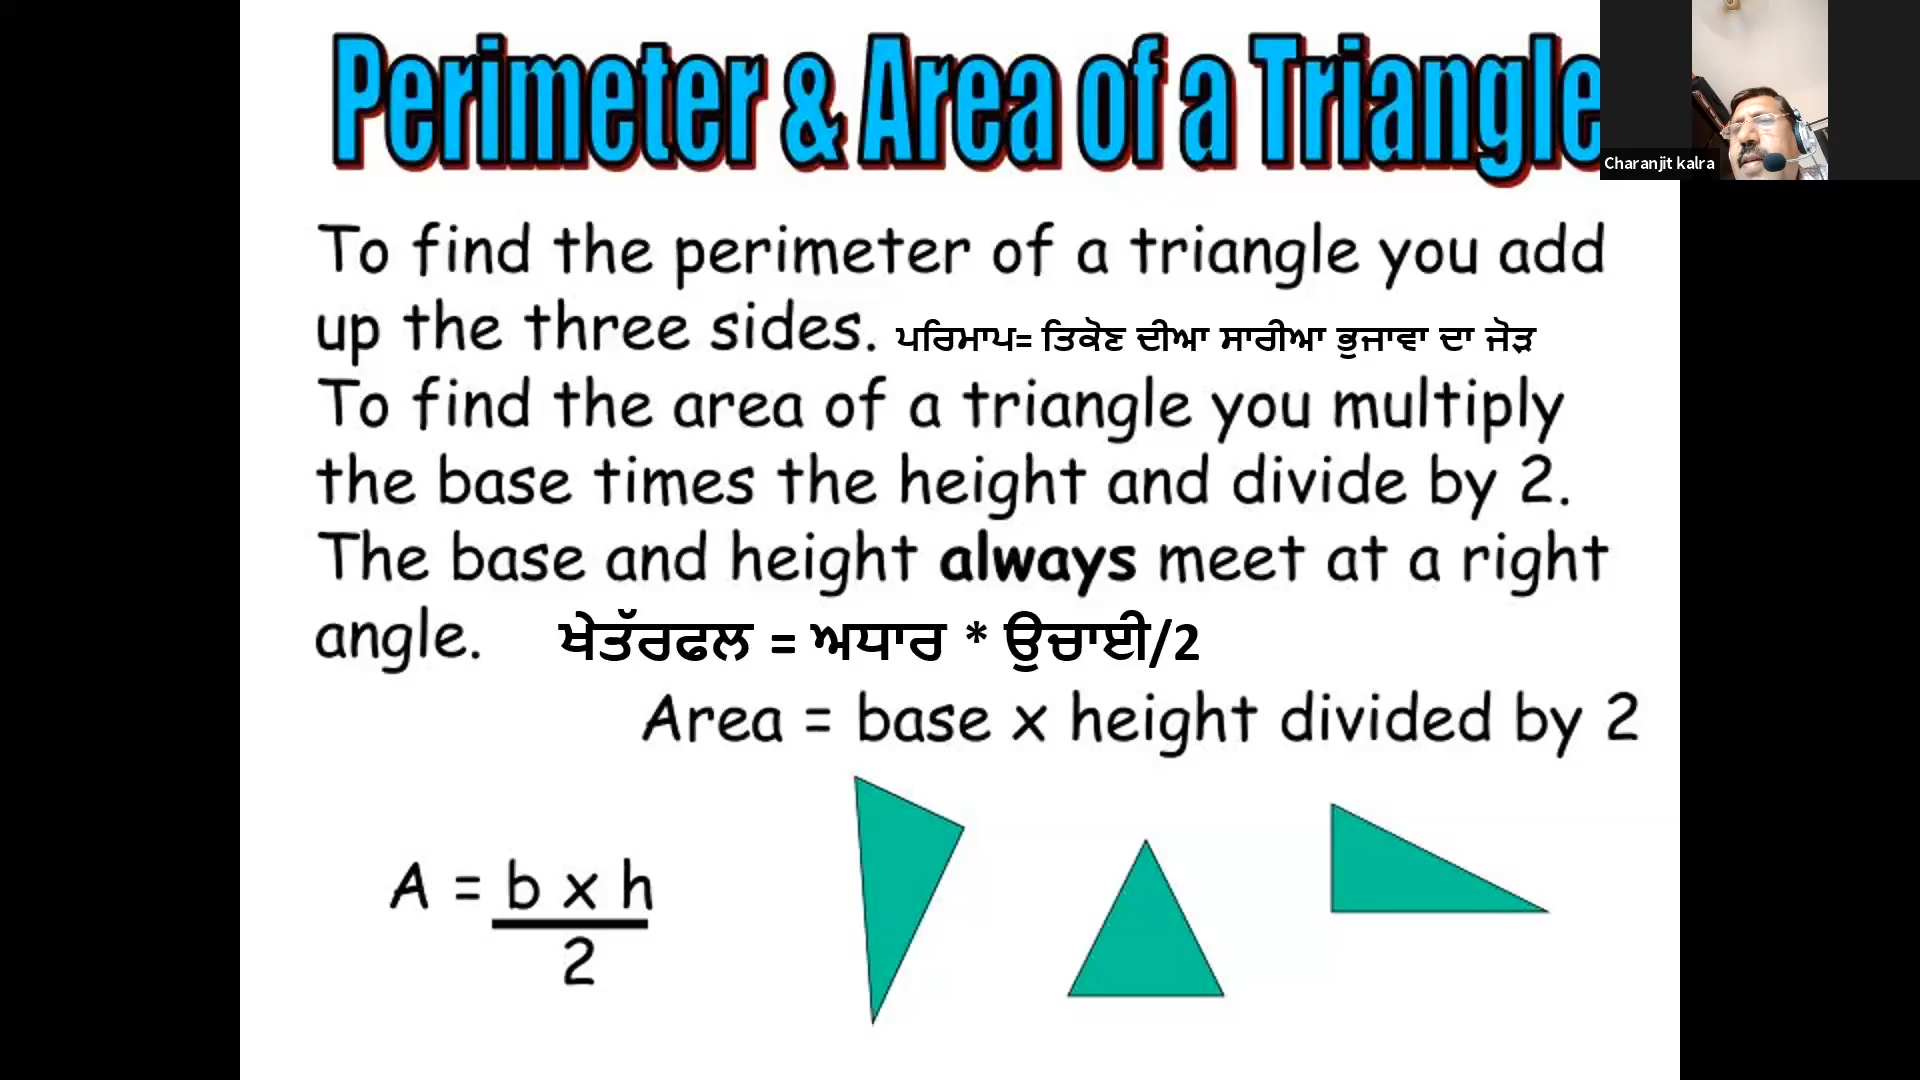 Perimeter & Area of a Triangle
Charanjit kalra
To find the perimeter of a triangle you add
up the three sides. ਪਰਿਮਾਪ= ਤਿਕੋਣ ਦੀਆ ਸਾਰੀਆ ਭੁਜਾਵਾ ਦਾ ਜੋੜ
To find the area of a triangle you multiply
the base times the height and divide by 2.
The base and height always meet at a right
angle. ਖੇਤੱਰਫਲ = ਅਧਾਰ * ਉਚਾਈ/2
Area = base x height divided by 2
A = b x h
2